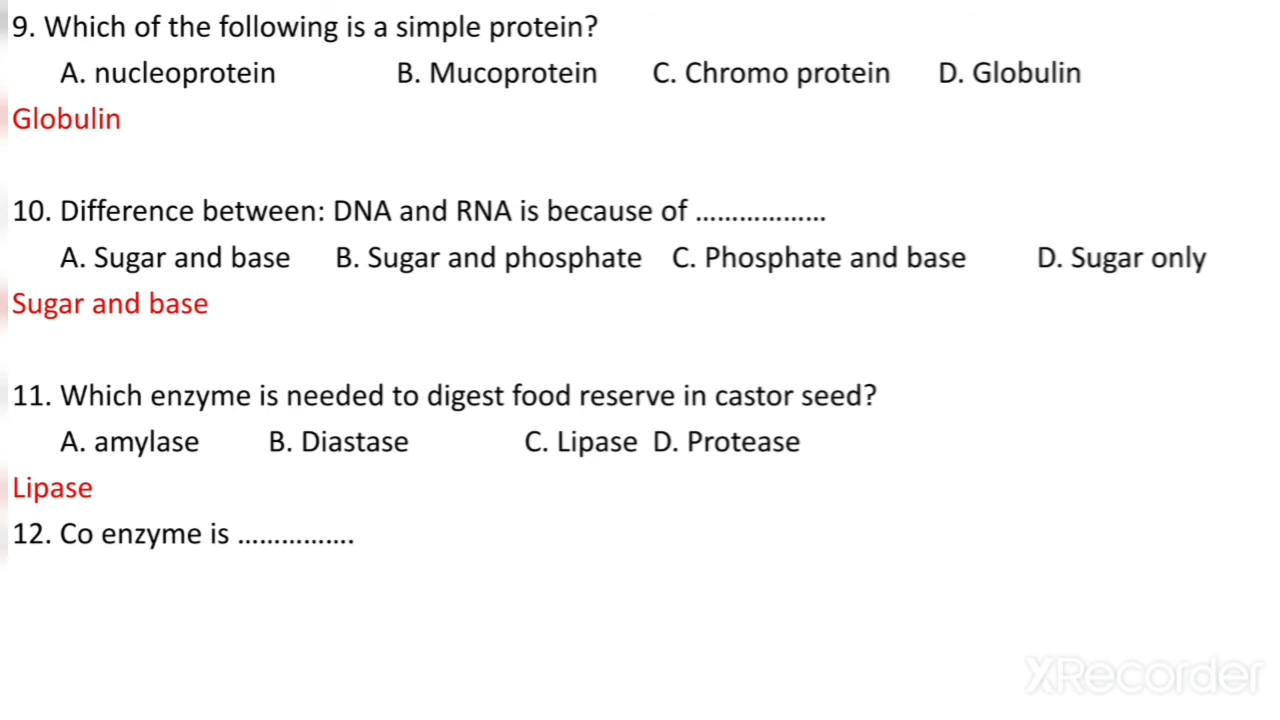 9. Which of the following is a simple protein?
A. nucleoprotein B. Mucoprotein C. Chromo protein D. Globulin
Globulin
10. Difference between: DNA and RNA is because of ………………
A. Sugar and base B. Sugar and phosphate C. Phosphate and base D. Sugar only
Sugar and base
11. Which enzyme is needed to digest food reserve in castor seed?
A. amylase B. Diastase C. Lipase D. Protease
Lipase
12. Co enzyme is …………….
XRecorder